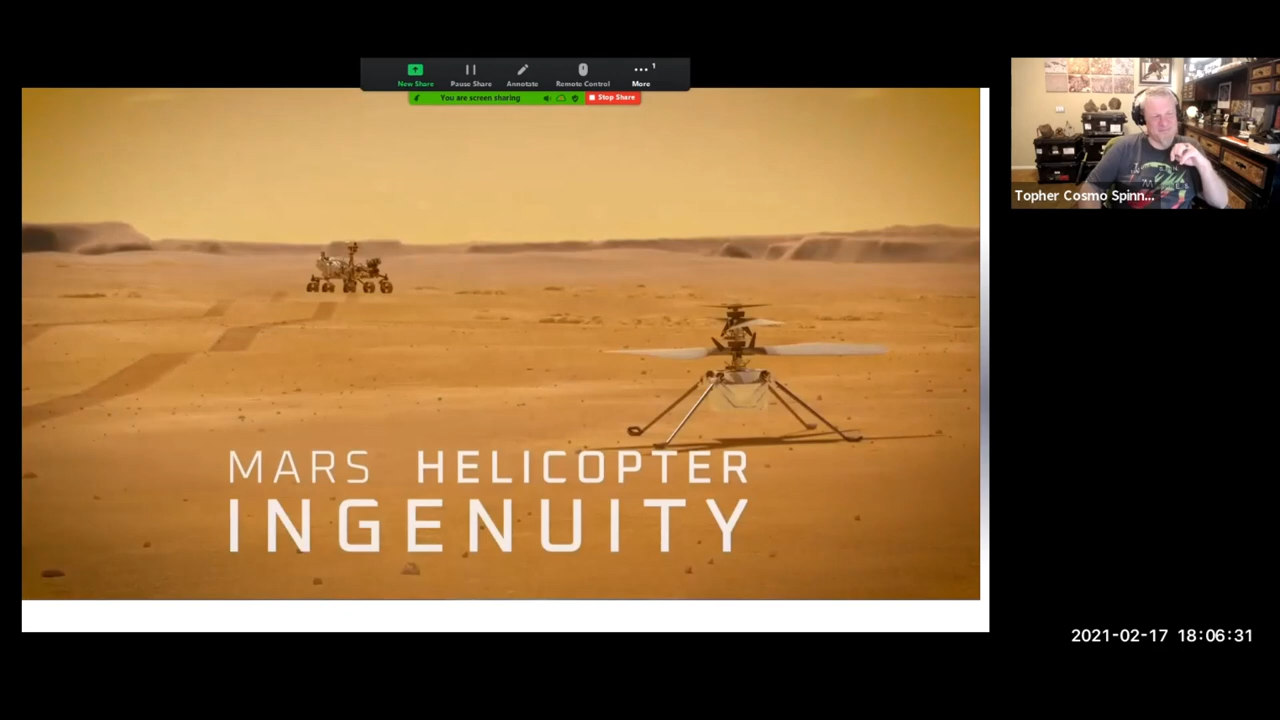 New Share
Pause Share
Annotate
Remote Control
1
More
You are screen sharing
Stop Share
Topher Cosmo Spinn...
MARS HELICOPTER
INGENUITY
2021-02-17 18:06:31